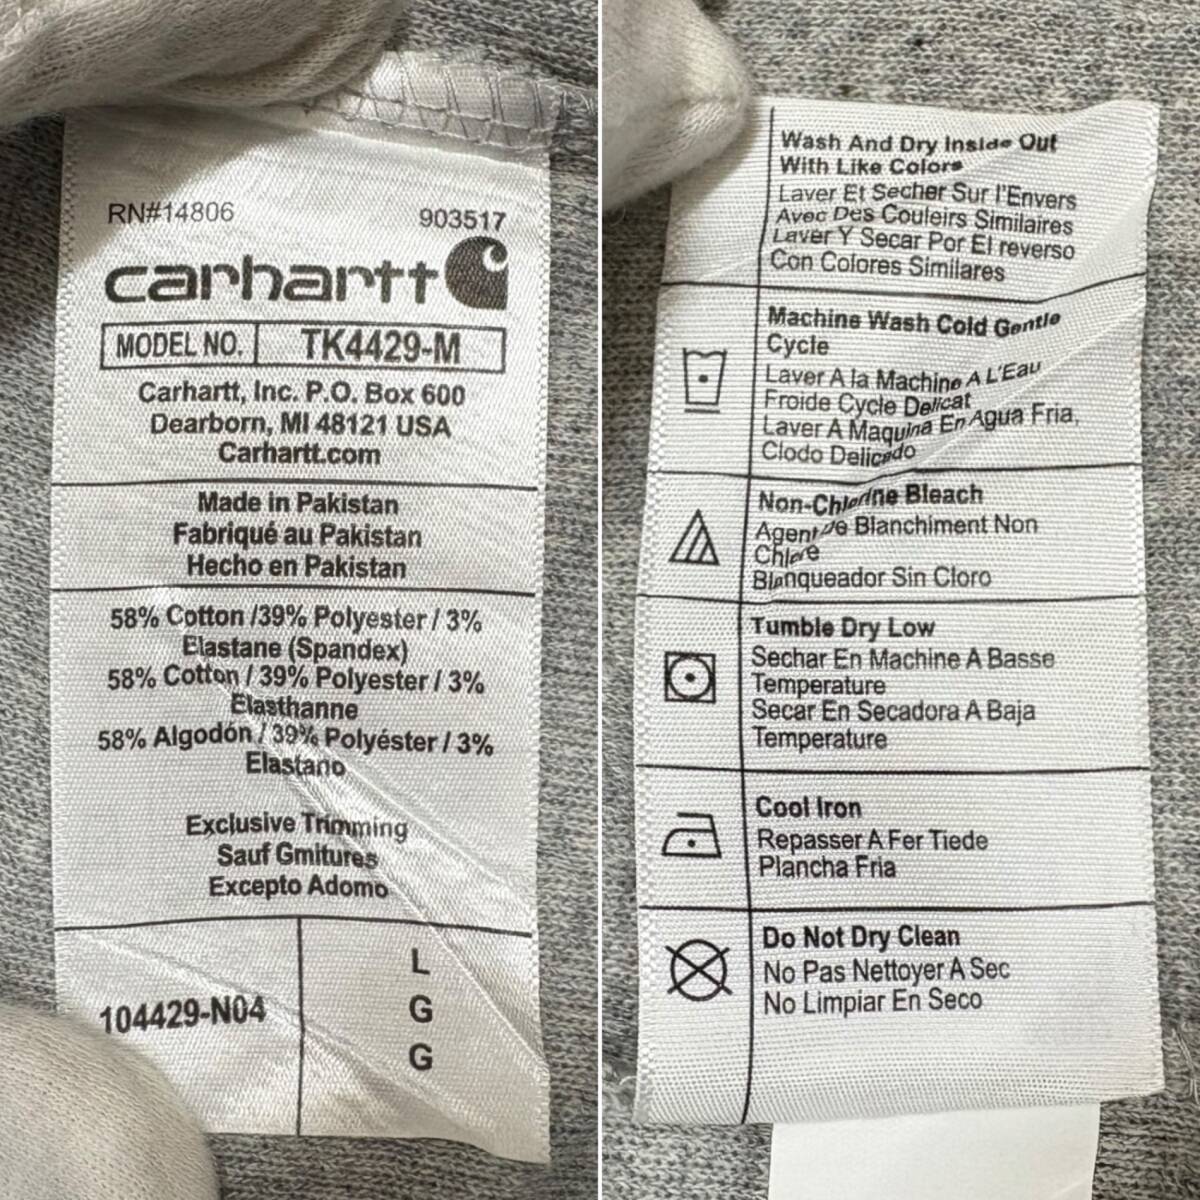 RN#14806
903517
carhartt
MODEL NO. TK4429-M
Carhartt, Inc. P.O. Box 600
Dearborn, MI 48121 USA
Carhartt.com
Made in Pakistan
Fabriqué au Pakistan
Hecho en Pakistan
58% Cotton /39% Polyester / 3%
Elastane (Spandex)
58% Cotton / 39% Polyester / 3%
Elasthanne
58% Algodón / 39% Polyéster / 3%
Elastano
Exclusive Trimming
Sauf Gmitures
Excepto Adomo
104429-N04
L
G
G
Wash And Dry Inside Out
With Like Colors
Laver Et Secher Sur l'Envers
Avec Des Couleirs Similaires
Laver Y Secar Por El reverso
Con Colores Similares
Machine Wash Cold Gentle
Cycle
Laver A la Machine A L'Eau
Froide Cycle Delicat
Laver A Maquina En Agua Fria,
Clodo Delicado
Non-Chlorine Bleach
Agent de Blanchiment Non
Chlore
Blanqueador Sin Cloro
Tumble Dry Low
Sechar En Machine A Basse
Temperature
Secar En Secadora A Baja
Temperature
Cool Iron
Repasser A Fer Tiede
Plancha Fria
Do Not Dry Clean
No Pas Nettoyer A Sec
No Limpiar En Seco